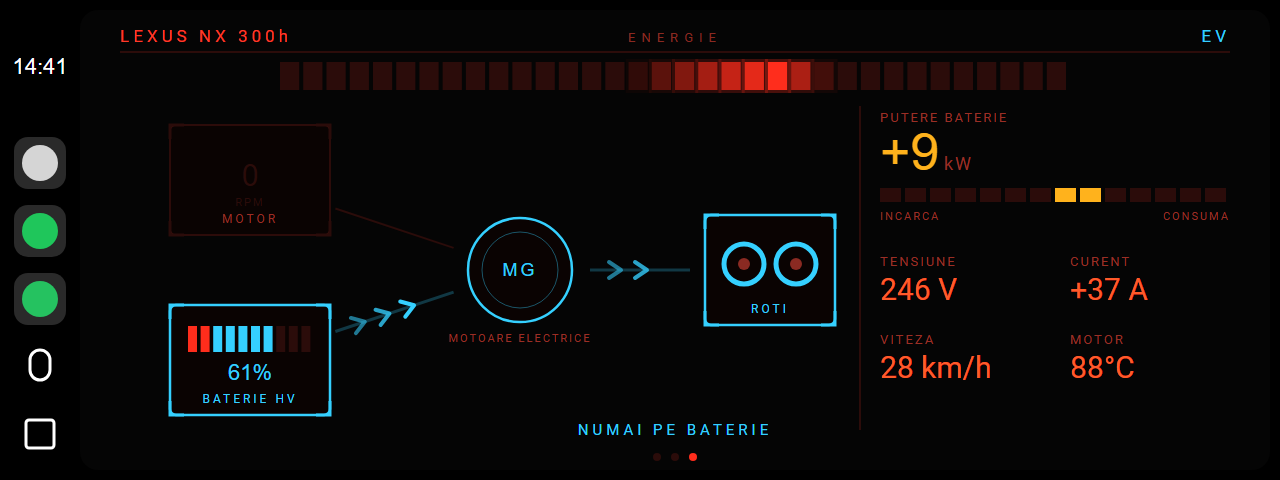 LEXUS NX 300h
ENERGIE
EV
14:41
0
RPM
MOTOR
61%
BATERIE HV
MG
MOTOARE ELECTRICE
ROTI
NUMAI PE BATERIE
PUTERE BATERIE
+9 kW
INCARCA CONSUMA
TENSIUNE CURENT
246 V +37 A
VITEZA MOTOR
28 km/h 88°C